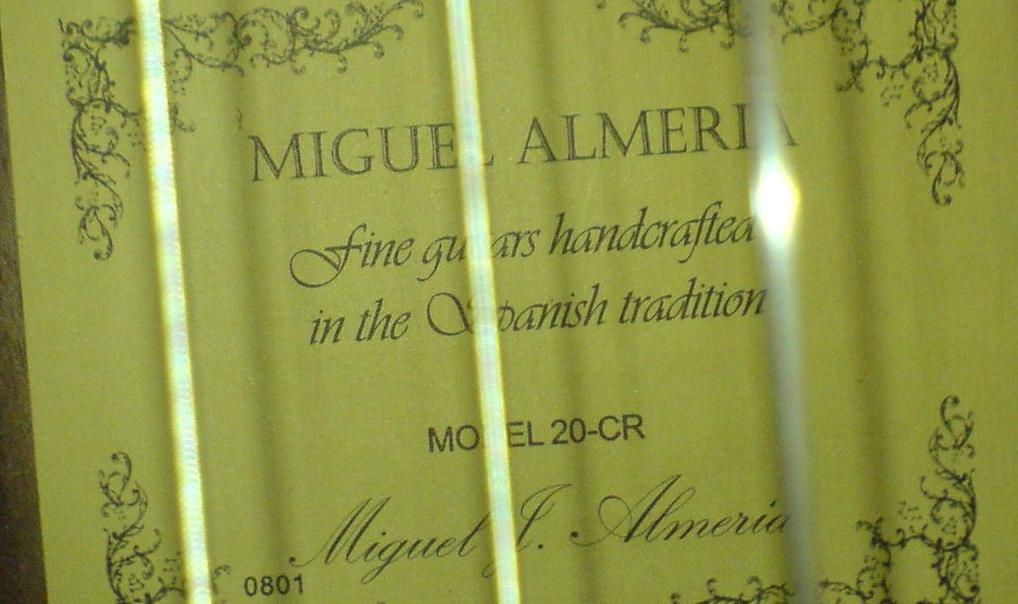 MIGUEL ALMERIA
Fine guitars handcrafted
in the Spanish tradition
MODEL 20-CR
Miguel J. Almeria
0801